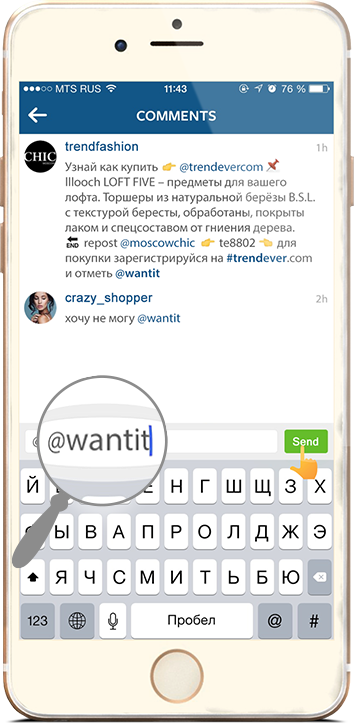 ●●●○○ MTS RUS 11:43 76 %
COMMENTS
CHIC
trendfashion 1h
Узнай как купить 👉 @trendevercom 📌
Illooch LOFT FIVE – предметы для вашего
лофта. Торшеры из натуральной берёзы B.S.L.
с текстурой бересты, обработаны, покрыты
лаком и спецсоставом от гниения дерева.
🔚 repost @moscowchic 👉 te8802 👈 для
покупки зарегистрируйся на #trendever.com
и отметь @wantit
crazy_shopper 2h
хочу не могу @wantit
@wantit
Send
Й Е Н Г Ш Щ З Х
Ы В А П Р О Л Д Ж Э
Я Ч С М И Т Ь Б Ю
123 Пробел @ #